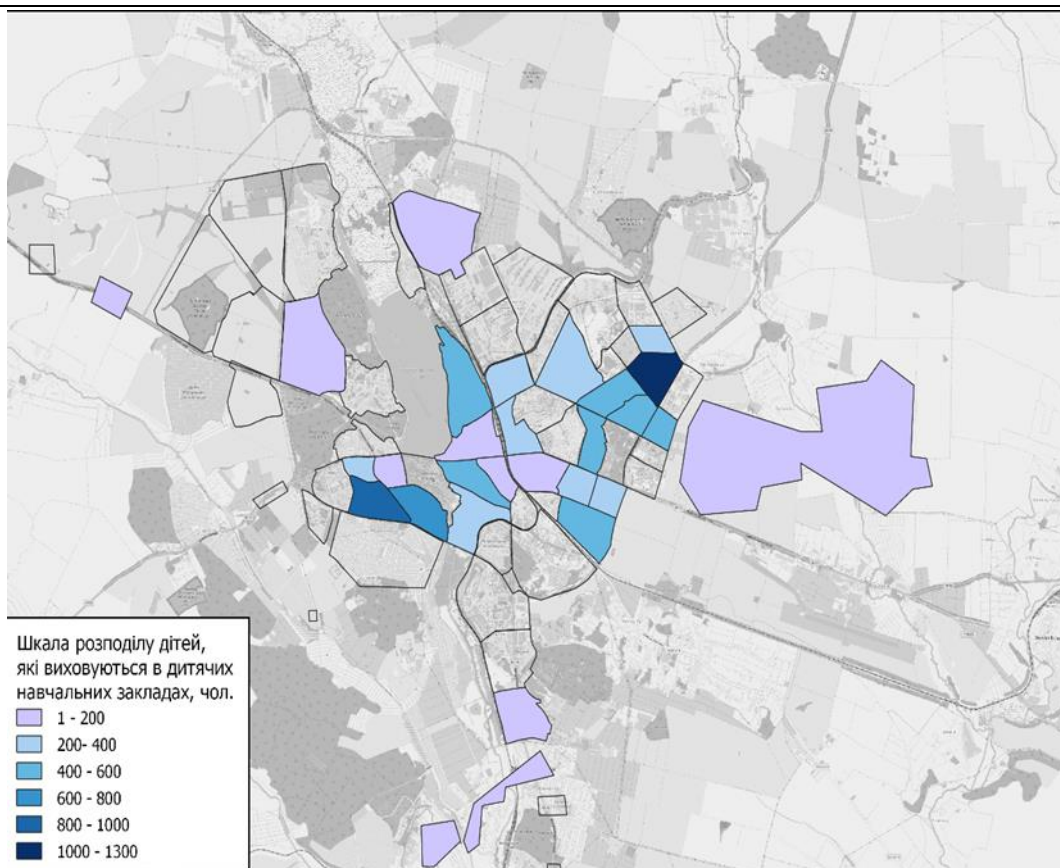 Шкала розподілу дітей,
які виховуються в дитячих
навчальних закладах, чол.
1 - 200
200- 400
400 - 600
600 - 800
800 - 1000
1000 - 1300